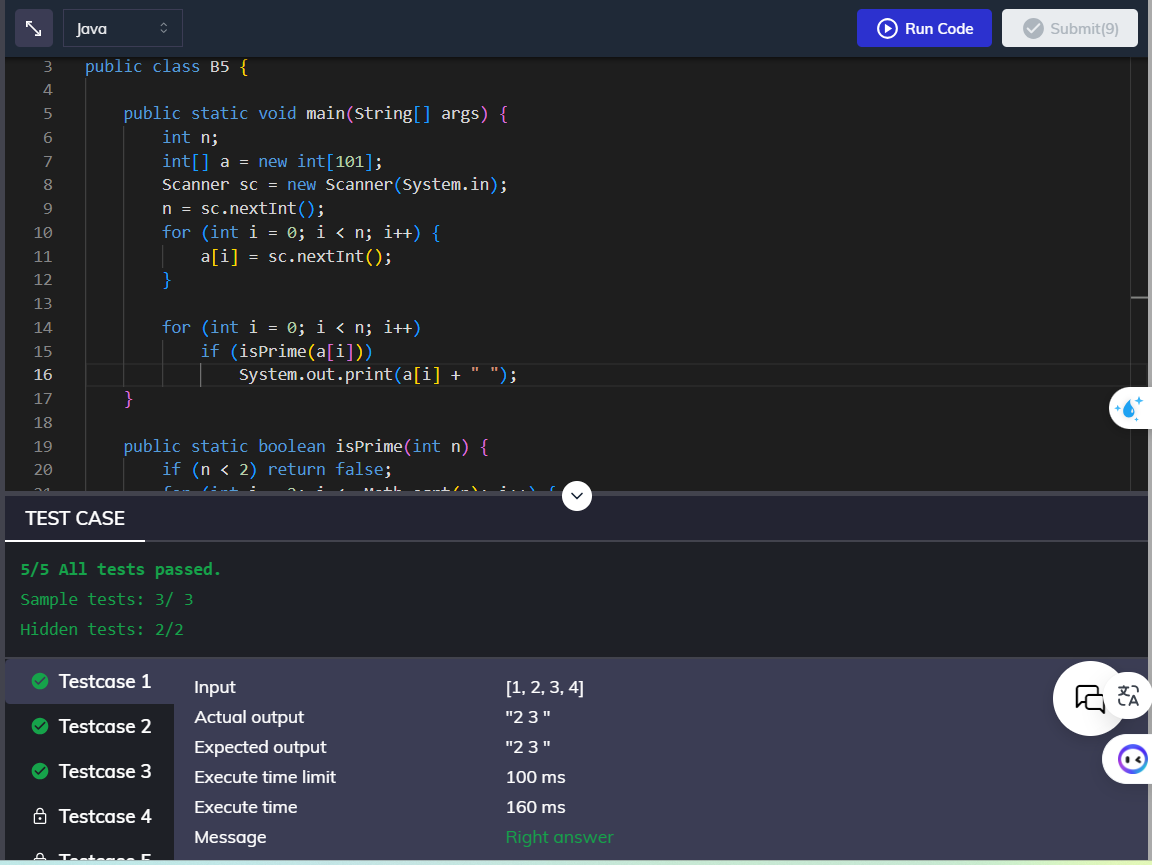 Java
Run Code
Submit(9)
3 public class B5 {
4
5 public static void main(String[] args) {
6 int n;
7 int[] a = new int[101];
8 Scanner sc = new Scanner(System.in);
9 n = sc.nextInt();
10 for (int i = 0; i < n; i++) {
11 a[i] = sc.nextInt();
12 }
13
14 for (int i = 0; i < n; i++)
15 if (isPrime(a[i]))
16 System.out.print(a[i] + " ");
17 }
18
19 public static boolean isPrime(int n) {
20 if (n < 2) return false;
TEST CASE
5/5 All tests passed.
Sample tests: 3/ 3
Hidden tests: 2/2
Testcase 1
Testcase 2
Testcase 3
Testcase 4
Testcase 5
Input [1, 2, 3, 4]
Actual output "2 3 "
Expected output "2 3 "
Execute time limit 100 ms
Execute time 160 ms
Message Right answer
文A